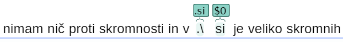 .si $0
nimam nič proti skromnosti in v .\ si je veliko skromnih